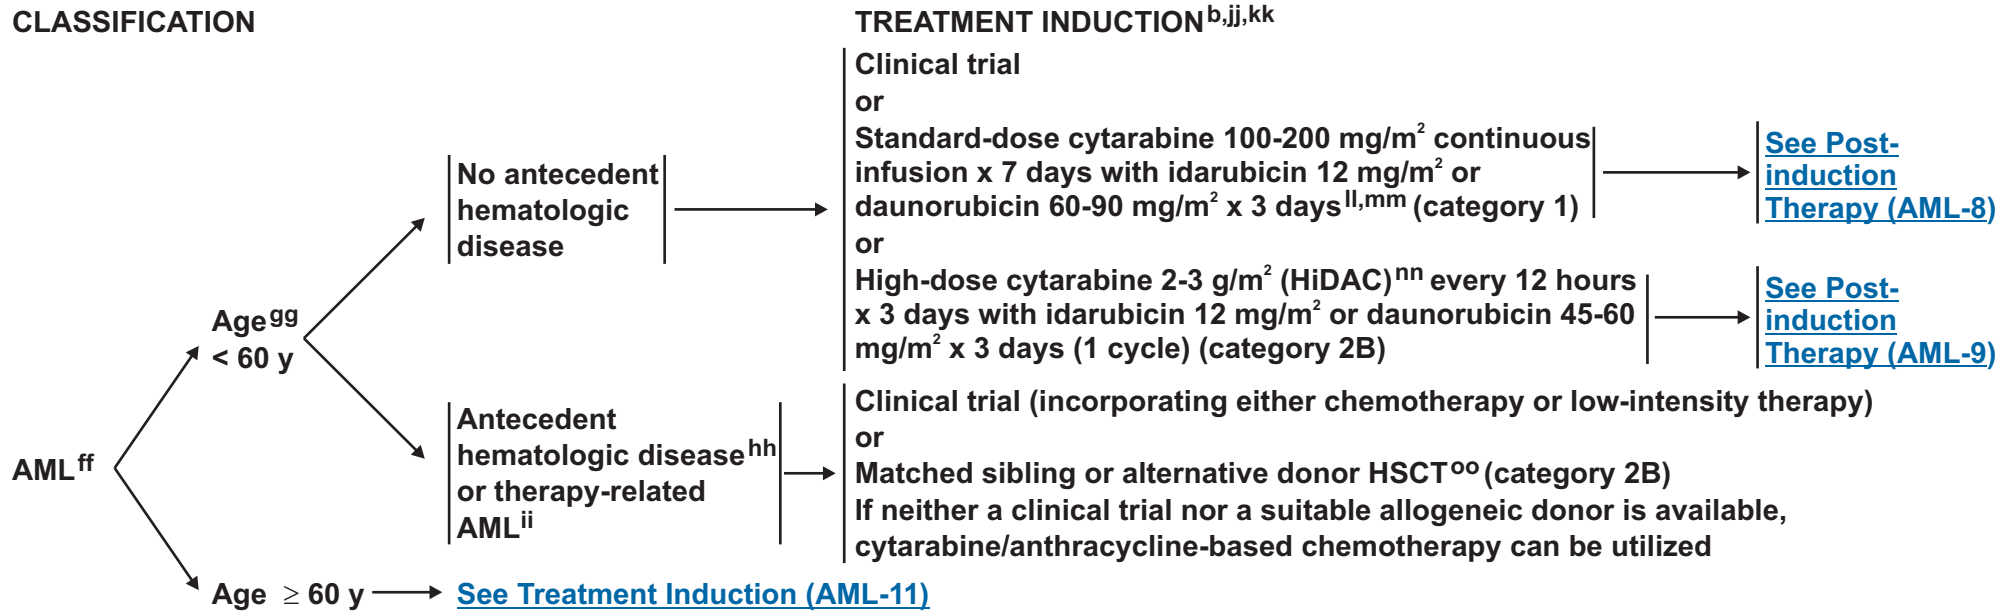 CLASSIFICATION
TREATMENT INDUCTION b,jj,kk
Clinical trial
or
Standard-dose cytarabine 100-200 mg/m² continuous
infusion x 7 days with idarubicin 12 mg/m² or
daunorubicin 60-90 mg/m² x 3 days ll,mm (category 1)
See Post-
induction
Therapy (AML-8)
No antecedent
hematologic
disease
or
High-dose cytarabine 2-3 g/m² (HiDAC) nn every 12 hours
x 3 days with idarubicin 12 mg/m² or daunorubicin 45-60
mg/m² x 3 days (1 cycle) (category 2B)
See Post-
induction
Therapy (AML-9)
Age gg
< 60 y
Antecedent
hematologic disease hh
or therapy-related
AML ii
Clinical trial (incorporating either chemotherapy or low-intensity therapy)
or
Matched sibling or alternative donor HSCT oo (category 2B)
If neither a clinical trial nor a suitable allogeneic donor is available,
cytarabine/anthracycline-based chemotherapy can be utilized
AML ff
Age ≥ 60 y
See Treatment Induction (AML-11)